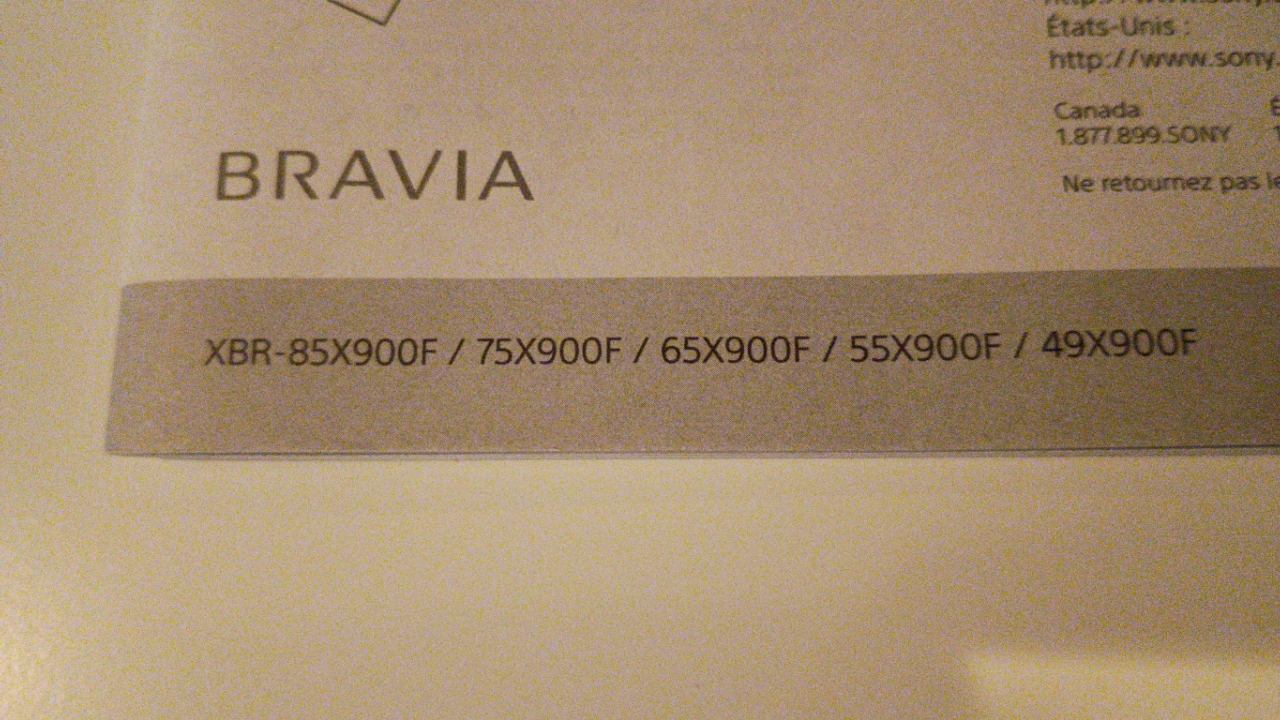 États-Unis :
http://www.sony.
Canada
1.877.899.SONY
Ne retournez pas
BRAVIA
XBR-85X900F / 75X900F / 65X900F / 55X900F / 49X900F